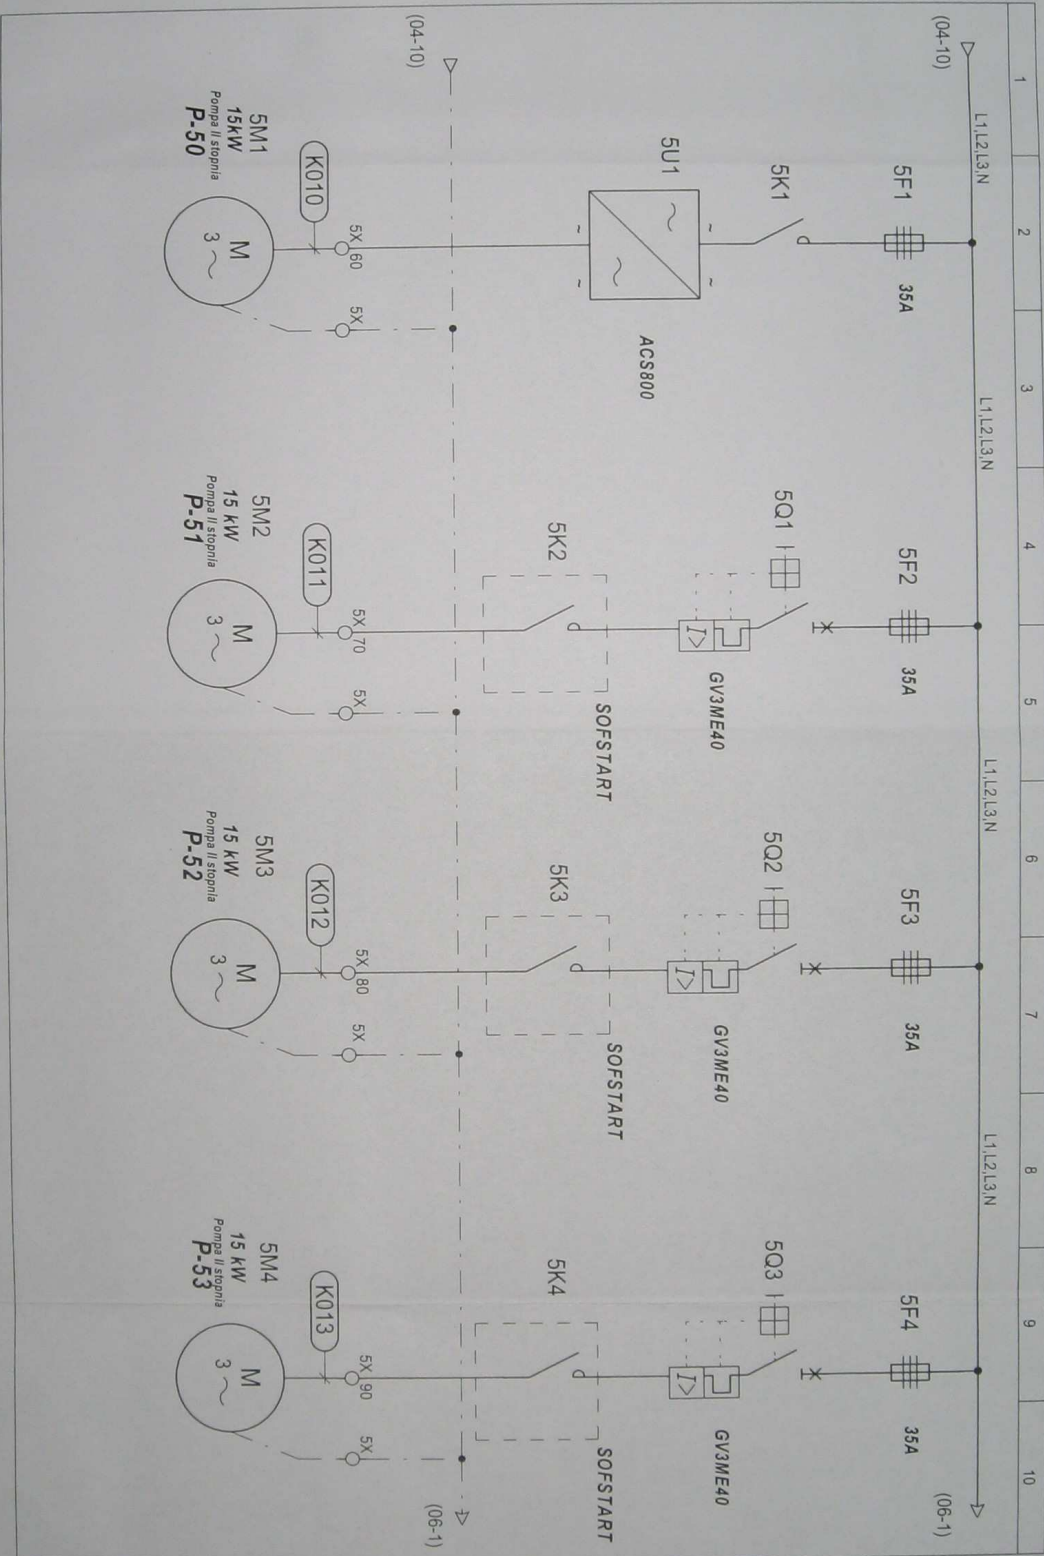 1
2
3
4
5
6
7
8
9
10
(04-10)
L1,L2,L3,N
L1,L2,L3,N
L1,L2,L3,N
L1,L2,L3,N
(06-1)
5F1
35A
5F2
35A
5F3
35A
5F4
35A
5K1
5Q1
5Q2
5Q3
5U1
~
~
~
~
~
~
ACS800
I>
GV3ME40
I>
GV3ME40
I>
GV3ME40
5K2
SOFSTART
5K3
SOFSTART
5K4
SOFSTART
(04-10)
(06-1)
5X
60
5X
5X
70
5X
5X
80
5X
5X
90
5X
K010
K011
K012
K013
5M1
15kW
Pompa II stopnia
P-50
M
3 ~
5M2
15 kW
Pompa II stopnia
P-51
M
3 ~
5M3
15 kW
Pompa II stopnia
P-52
M
3 ~
5M4
15 kW
Pompa II stopnia
P-53
M
3 ~